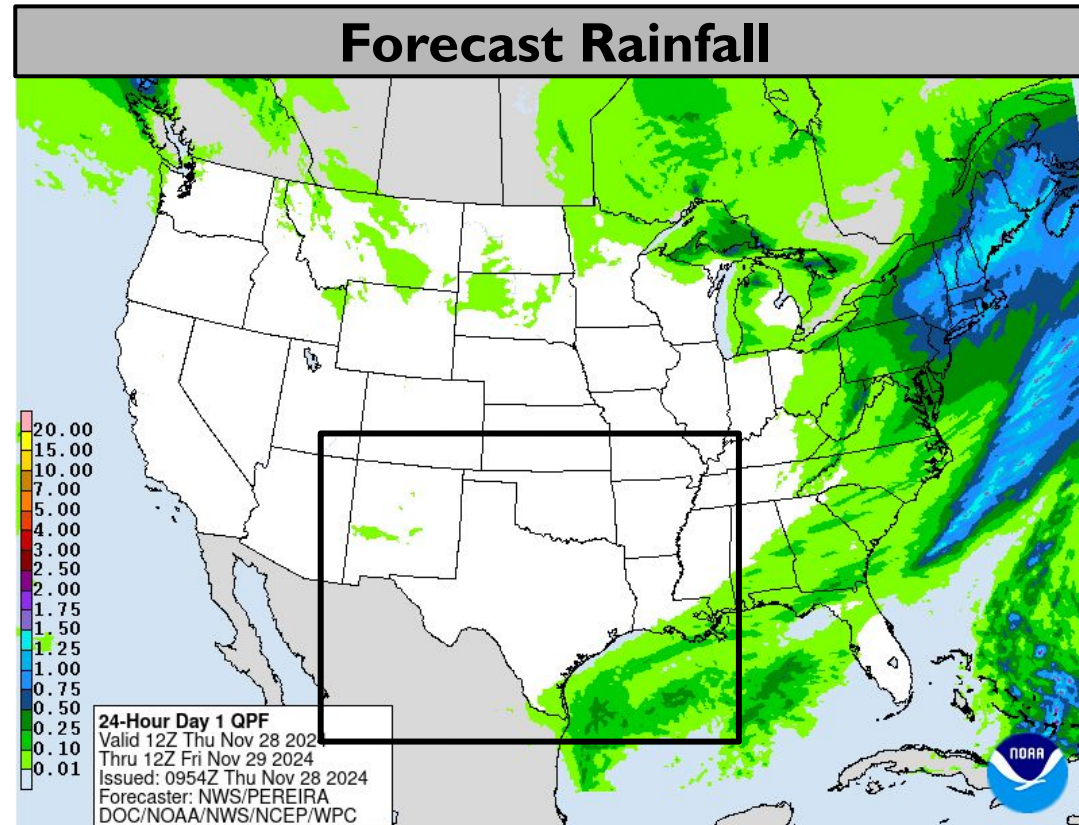 Forecast Rainfall
20.00
15.00
10.00
7.00
5.00
4.00
3.00
2.50
2.00
1.75
1.50
1.25
1.00
0.75
0.50
0.25
0.10
0.01
24-Hour Day 1 QPF
Valid 12Z Thu Nov 28 2024
Thru 12Z Fri Nov 29 2024
Issued: 0954Z Thu Nov 28 2024
Forecaster: NWS/PEREIRA
DOC/NOAA/NWS/NCEP/WPC
NOAA